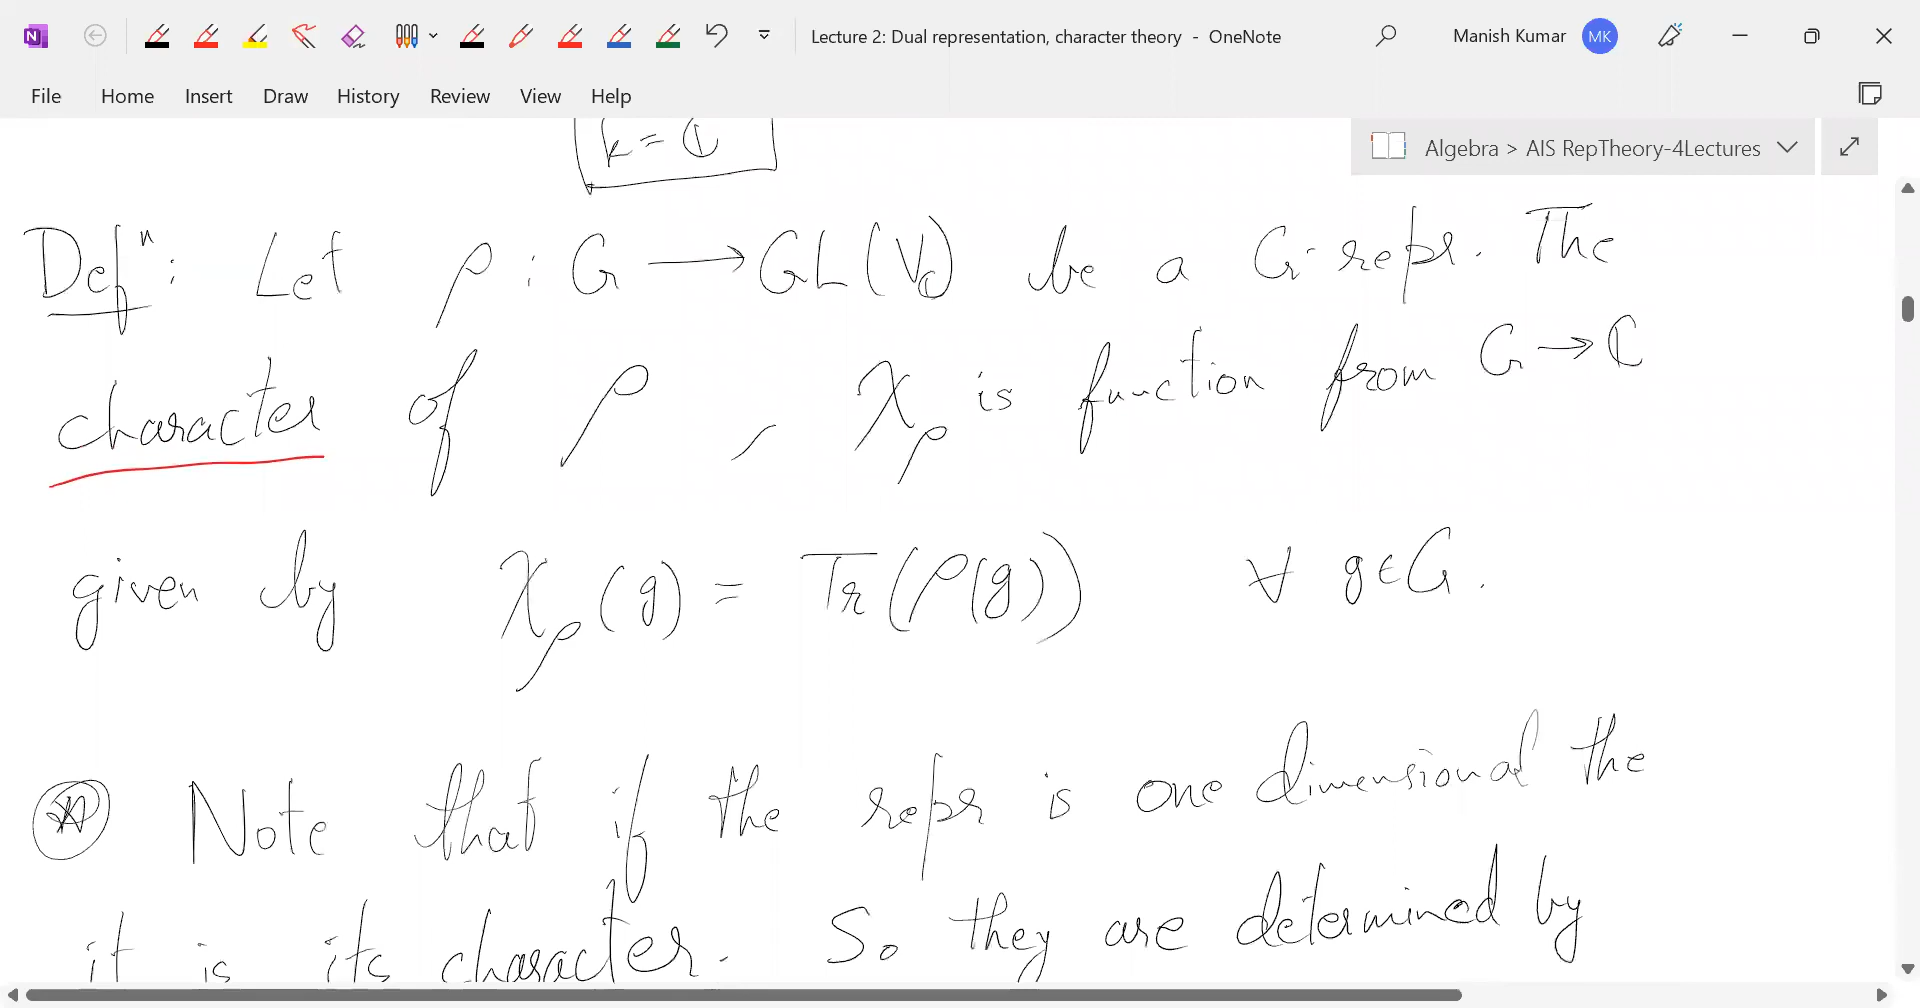 Lecture 2: Dual representation, character theory - OneNote
Manish Kumar MK
File Home Insert Draw History Review View Help
Algebra > AIS RepTheory-4Lectures
k = ℂ
Defⁿ: Let ρ : G → GL(V) be a G-repr. The
character of ρ, χ_ρ is function from G → ℂ
given by χ_ρ(g) = Tr(ρ(g)) ∀ g ∈ G.
Note that if the repr is one dimensional the
it is its character. So they are determined by